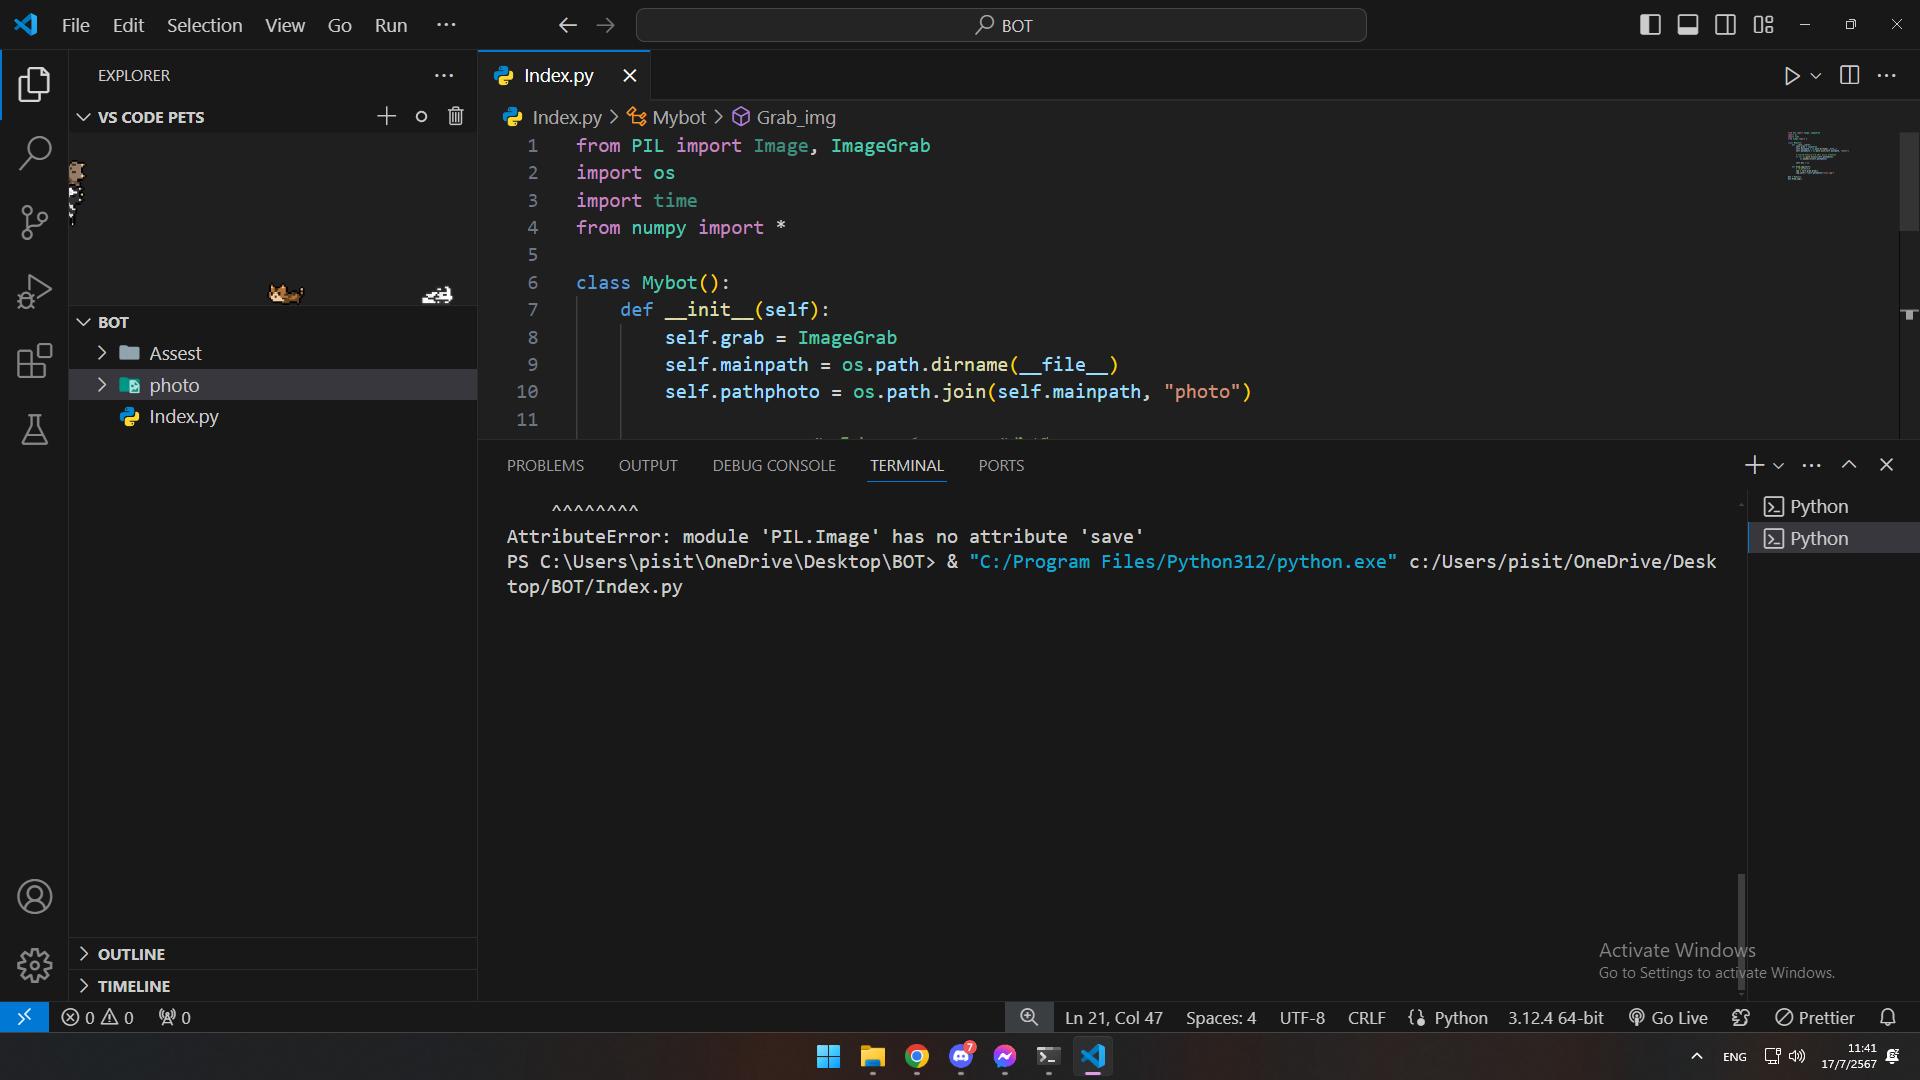 File Edit Selection View Go Run ···
BOT
EXPLORER
VS CODE PETS
BOT
Assest
photo
Index.py
OUTLINE
TIMELINE
Index.py
Index.py > Mybot > Grab_img
1 from PIL import Image, ImageGrab
2 import os
3 import time
4 from numpy import *
5
6 class Mybot():
7 def __init__(self):
8 self.grab = ImageGrab
9 self.mainpath = os.path.dirname(__file__)
10 self.pathphoto = os.path.join(self.mainpath, "photo")
11
PROBLEMS OUTPUT DEBUG CONSOLE TERMINAL PORTS
^^^^^^^^
AttributeError: module 'PIL.Image' has no attribute 'save'
PS C:\Users\pisit\OneDrive\Desktop\BOT> & "C:/Program Files/Python312/python.exe" c:/Users/pisit/OneDrive/Desk
top/BOT/Index.py
Python
Python
Activate Windows
Go to Settings to activate Windows.
0 0 0
Ln 21, Col 47 Spaces: 4 UTF-8 CRLF Python 3.12.4 64-bit Go Live Prettier
7
ENG
11:41
17/7/2567